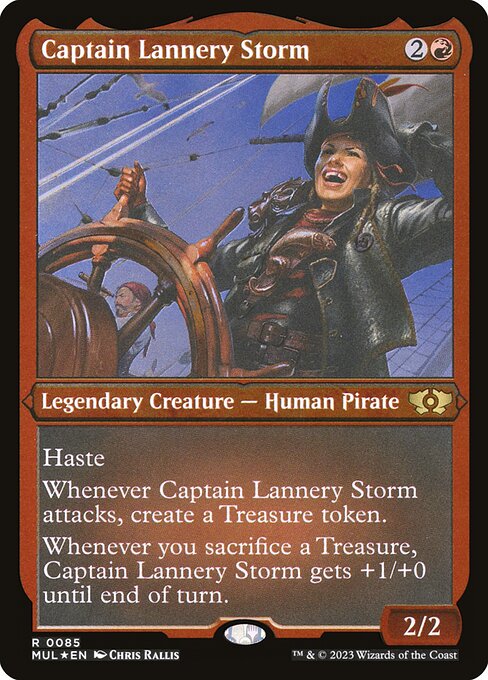 Captain Lannery Storm 2
Legendary Creature — Human Pirate
Haste
Whenever Captain Lannery Storm
attacks, create a Treasure token.
Whenever you sacrifice a Treasure,
Captain Lannery Storm gets +1/+0
until end of turn.
2/2
R 0085
MUL★EN Chris Rallis
™ & © 2023 Wizards of the Coast